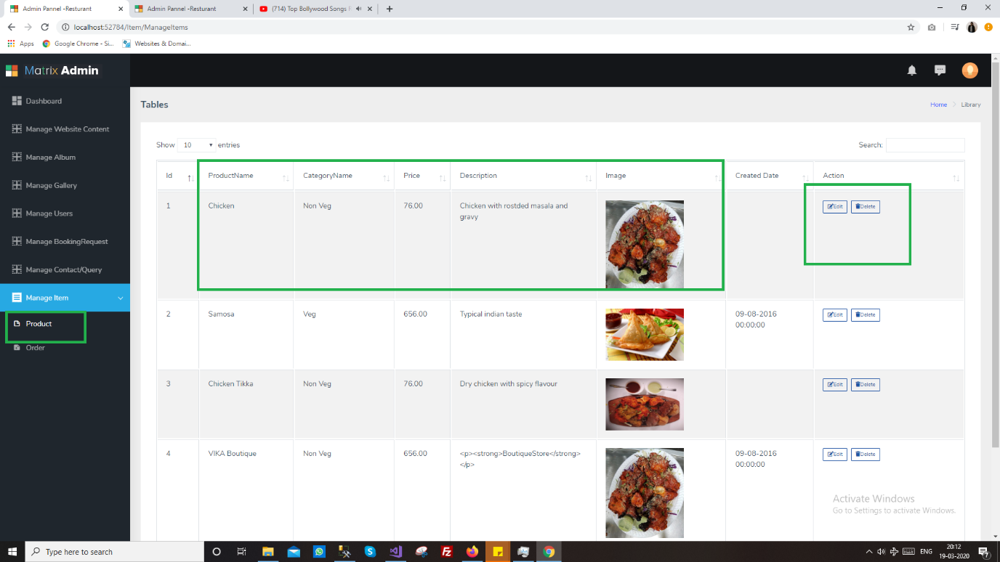 Admin Pannel -Resturant
Admin Pannel -Resturant
(714) Top Bollywood Songs
localhost:52784/Item/ManageItems
Apps
Google Chrome - Si...
Websites & Domai...
Matrix Admin
Dashboard
Manage Website Content
Manage Album
Manage Gallery
Manage Users
Manage BookingRequest
Manage Contact/Query
Manage Item
Product
Order
Tables
Home Library
Show 10 entries
Search:
Id ProductName CategoryName Price Description Image Created Date Action
1 Chicken Non Veg 76.00 Chicken with rostded masala and Edit Delete
gravy
2 Samosa Veg 656.00 Typical indian taste 09-08-2016 Edit Delete
00:00:00
3 Chicken Tikka Non Veg 76.00 Dry chicken with spicy flavour Edit Delete
4 VIKA Boutique Non Veg 656.00 <p><strong>BoutiqueStore</strong> 09-08-2016 Edit Delete
</p> 00:00:00
Activate Windows
Go to Settings to activate Windows.
Type here to search
ENG
20:12
19-03-2020